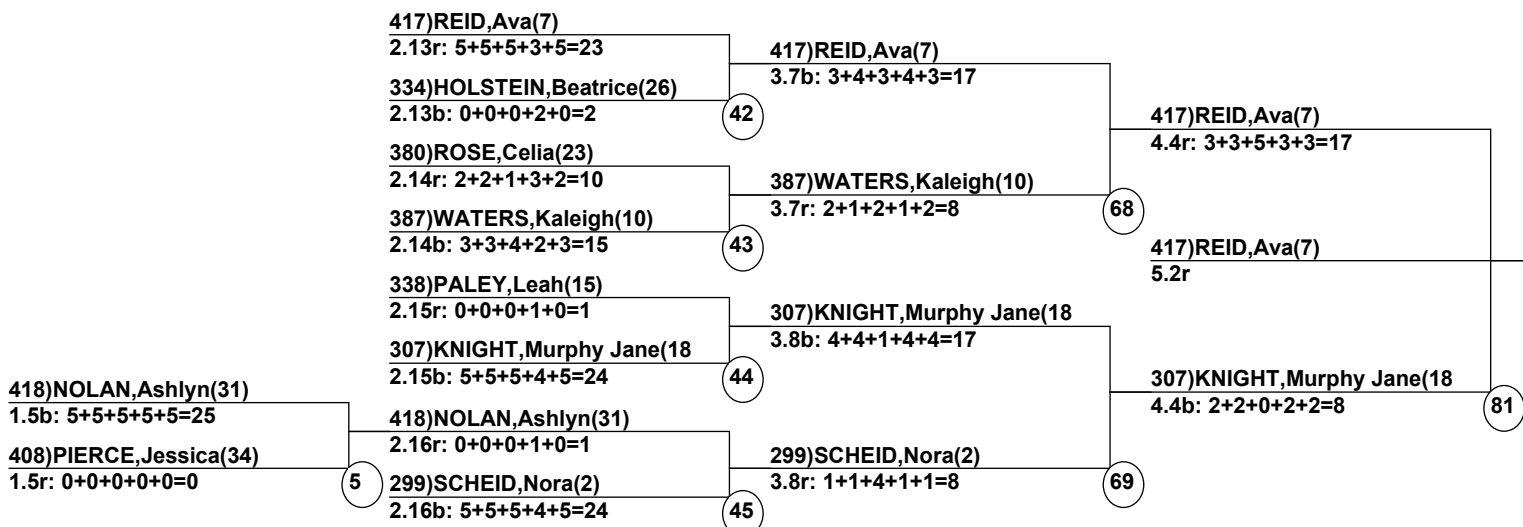 417)REID,Ava(7)
2.13r: 5+5+5+3+5=23
334)HOLSTEIN,Beatrice(26)
2.13b: 0+0+0+2+0=2
42
380)ROSE,Celia(23)
2.14r: 2+2+1+3+2=10
387)WATERS,Kaleigh(10)
2.14b: 3+3+4+2+3=15
43
338)PALEY,Leah(15)
2.15r: 0+0+0+1+0=1
307)KNIGHT,Murphy Jane(18
2.15b: 5+5+5+4+5=24
44
418)NOLAN,Ashlyn(31)
1.5b: 5+5+5+5+5=25
408)PIERCE,Jessica(34)
1.5r: 0+0+0+0+0=0
5
418)NOLAN,Ashlyn(31)
2.16r: 0+0+0+1+0=1
299)SCHEID,Nora(2)
2.16b: 5+5+5+4+5=24
45
417)REID,Ava(7)
3.7b: 3+4+3+4+3=17
387)WATERS,Kaleigh(10)
3.7r: 2+1+2+1+2=8
68
307)KNIGHT,Murphy Jane(18
3.8b: 4+4+1+4+4=17
299)SCHEID,Nora(2)
3.8r: 1+1+4+1+1=8
69
417)REID,Ava(7)
4.4r: 3+3+5+3+3=17
417)REID,Ava(7)
5.2r
307)KNIGHT,Murphy Jane(18
4.4b: 2+2+0+2+2=8
81